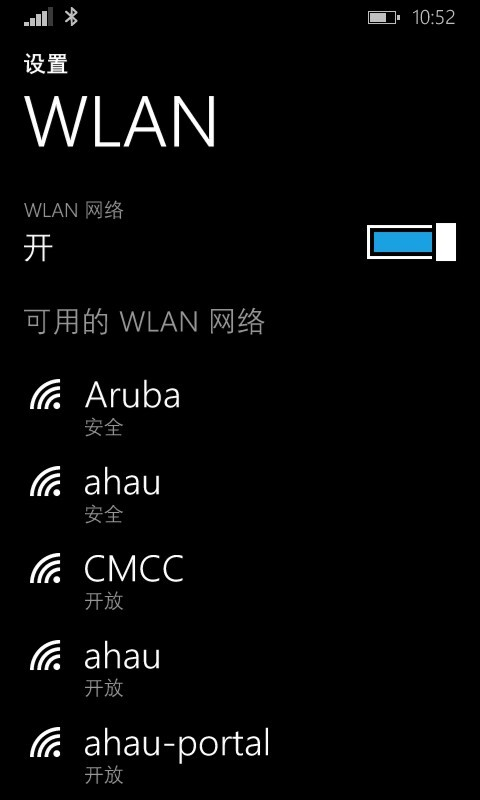 10:52
设置
WLAN
WLAN 网络
开
可用的 WLAN 网络
Aruba
安全
ahau
安全
CMCC
开放
ahau
开放
ahau-portal
开放